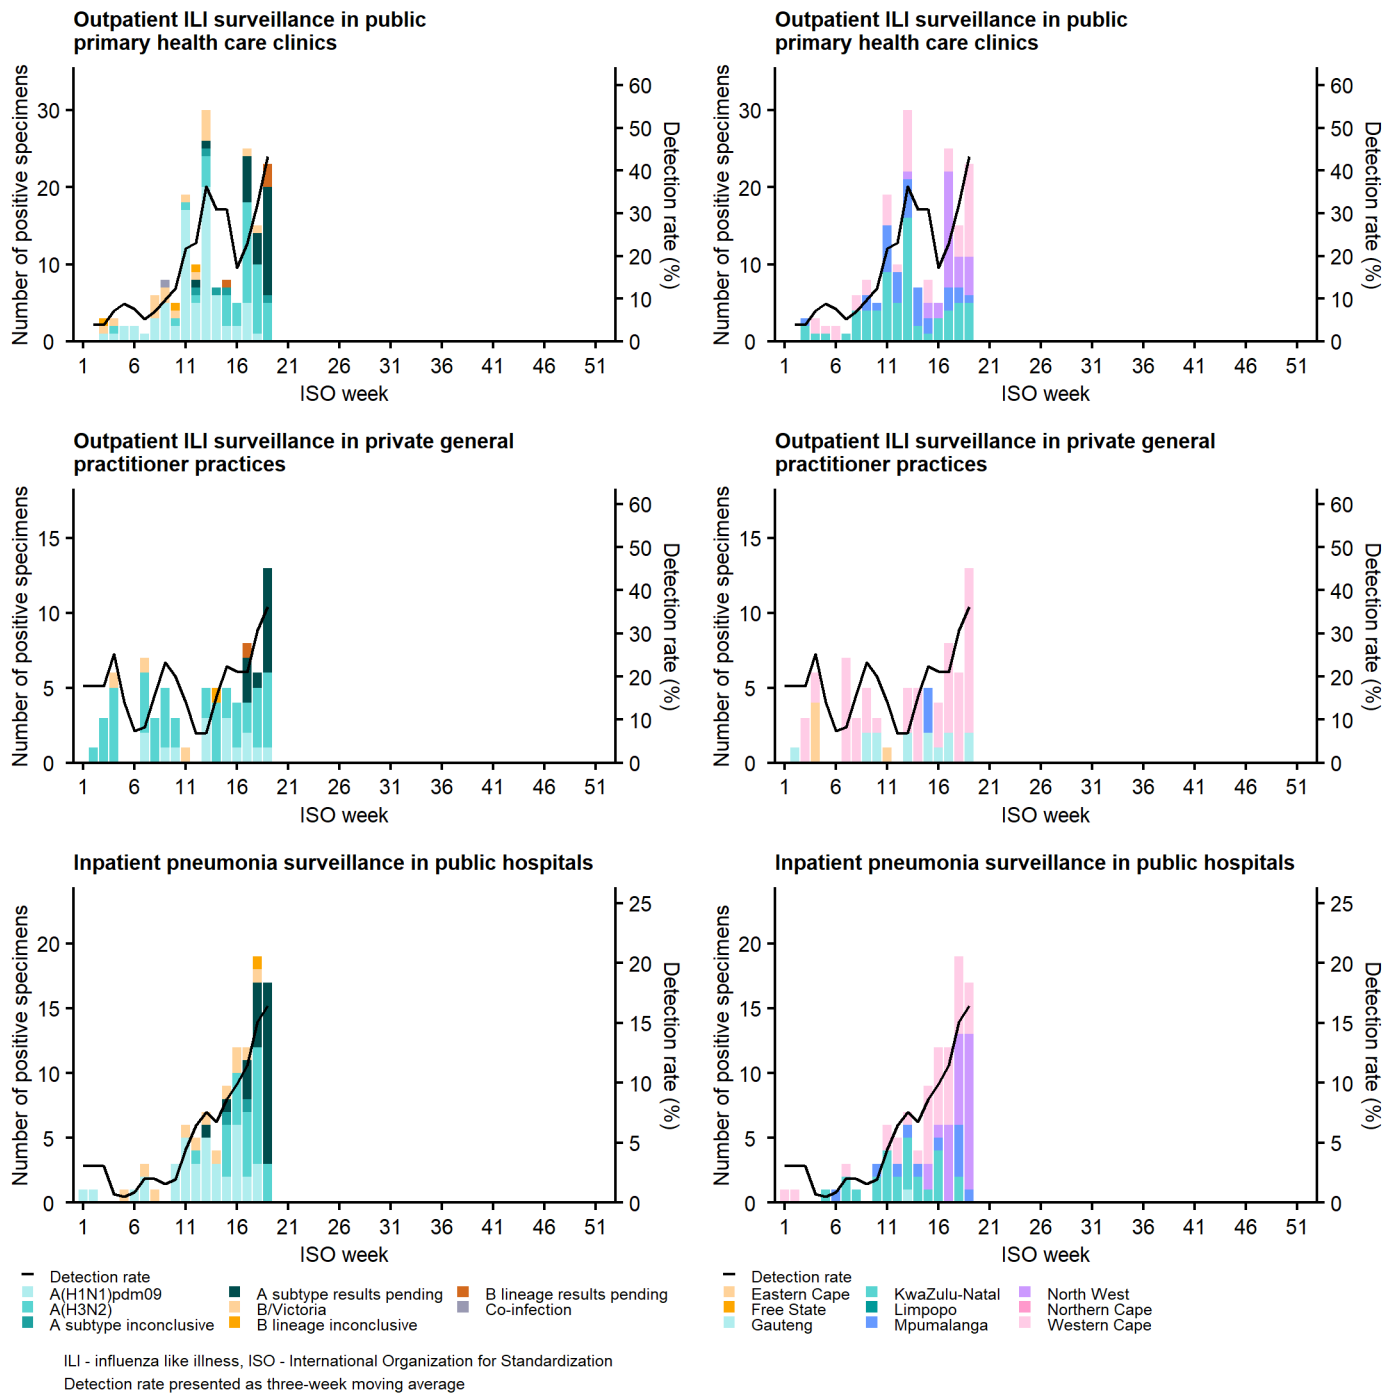 Outpatient ILI surveillance in public
primary health care clinics
Number of positive specimens
30
20
10
0
60
50
40
30
20
10
0
Detection rate (%)
1 6 11 16 21 26 31 36 41 46 51
ISO week
Outpatient ILI surveillance in public
primary health care clinics
Number of positive specimens
30
20
10
0
60
50
40
30
20
10
0
Detection rate (%)
1 6 11 16 21 26 31 36 41 46 51
ISO week
Outpatient ILI surveillance in private general
practitioner practices
Number of positive specimens
15
10
5
0
60
50
40
30
20
10
0
Detection rate (%)
1 6 11 16 21 26 31 36 41 46 51
ISO week
Outpatient ILI surveillance in private general
practitioner practices
Number of positive specimens
15
10
5
0
60
50
40
30
20
10
0
Detection rate (%)
1 6 11 16 21 26 31 36 41 46 51
ISO week
Inpatient pneumonia surveillance in public hospitals
Number of positive specimens
20
15
10
5
0
25
20
15
10
5
0
Detection rate (%)
1 6 11 16 21 26 31 36 41 46 51
ISO week
Inpatient pneumonia surveillance in public hospitals
Number of positive specimens
20
15
10
5
0
25
20
15
10
5
0
Detection rate (%)
1 6 11 16 21 26 31 36 41 46 51
ISO week
Detection rate
A(H1N1)pdm09 A subtype results pending B lineage results pending
A(H3N2) B/Victoria Co-infection
A subtype inconclusive B lineage inconclusive
Detection rate
Eastern Cape KwaZulu-Natal North West
Free State Limpopo Northern Cape
Gauteng Mpumalanga Western Cape
ILI - influenza like illness, ISO - International Organization for Standardization
Detection rate presented as three-week moving average